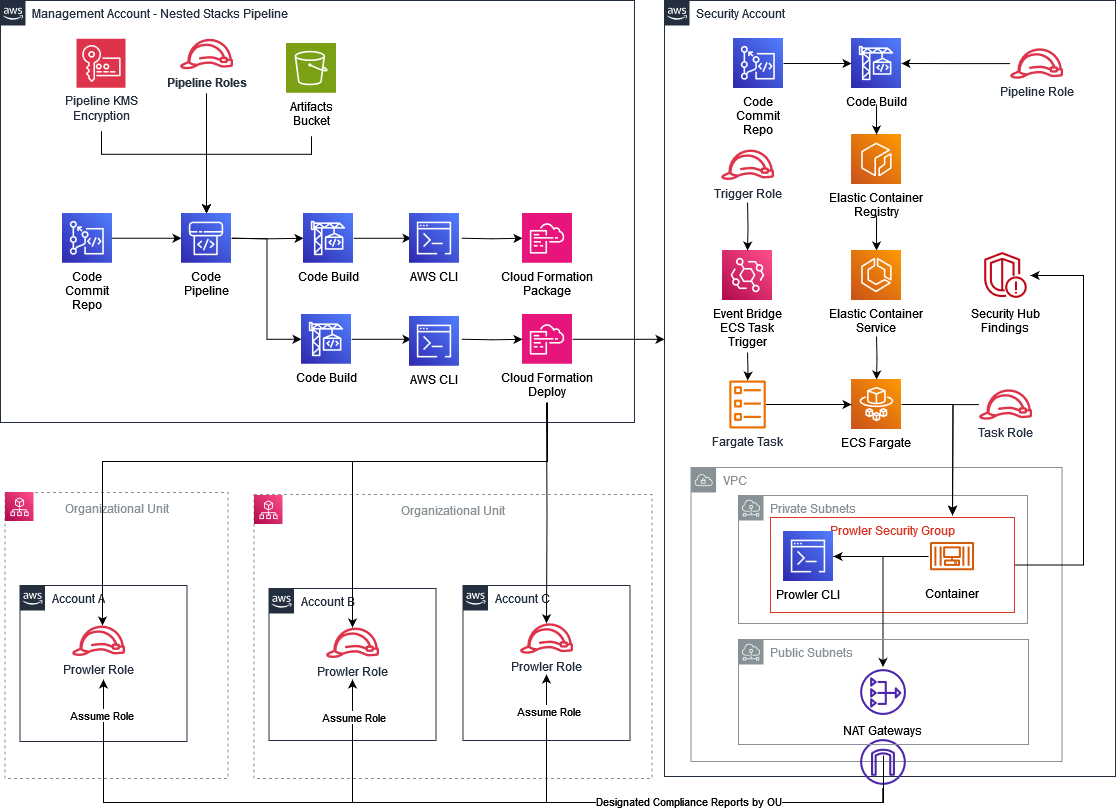 aws
Management Account - Nested Stacks Pipeline
Pipeline KMS
Encryption
Pipeline Roles
Artifacts
Bucket
Code
Commit
Repo
Code
Pipeline
Code Build
AWS CLI
Cloud Formation
Package
Code Build
AWS CLI
Cloud Formation
Deploy
Organizational Unit
aws
Account A
Prowler Role
Assume Role
Organizational Unit
aws
Account B
Prowler Role
Assume Role
aws
Account C
Prowler Role
Assume Role
aws
Security Account
Code
Commit
Repo
Code Build
Pipeline Role
Trigger Role
Elastic Container
Registry
Event Bridge
ECS Task
Trigger
Elastic Container
Service
Security Hub
Findings
Fargate Task
ECS Fargate
Task Role
VPC
Private Subnets
Prowler Security Group
Prowler CLI
Container
Public Subnets
NAT Gateways
Designated Compliance Reports by OU